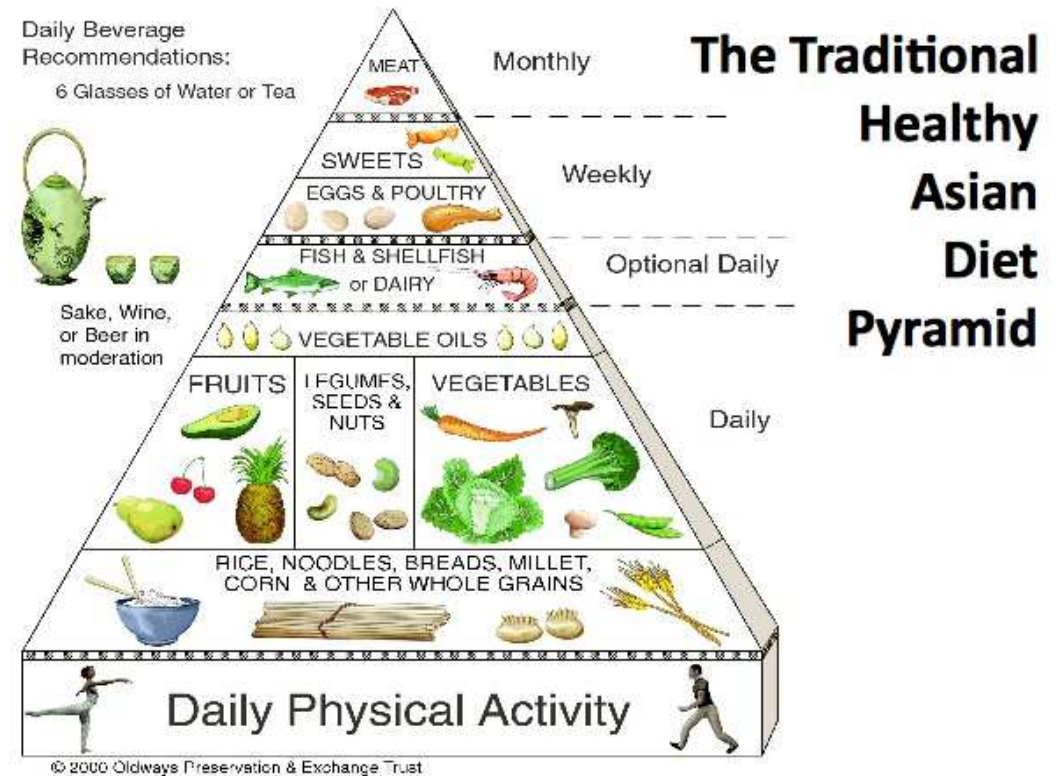 Daily Beverage
Recommendations:
6 Glasses of Water or Tea
Sake, Wine,
or Beer in
moderation
The Traditional
Healthy
Asian
Diet
Pyramid
MEAT
Monthly
SWEETS
Weekly
EGGS & POULTRY
FISH & SHELLFISH
or DAIRY
Optional Daily
VEGETABLE OILS
FRUITS
LEGUMES,
SEEDS &
NUTS
VEGETABLES
Daily
RICE, NOODLES, BREADS, MILLET,
CORN & OTHER WHOLE GRAINS
Daily Physical Activity
© 2000 Oldways Preservation & Exchange Trust